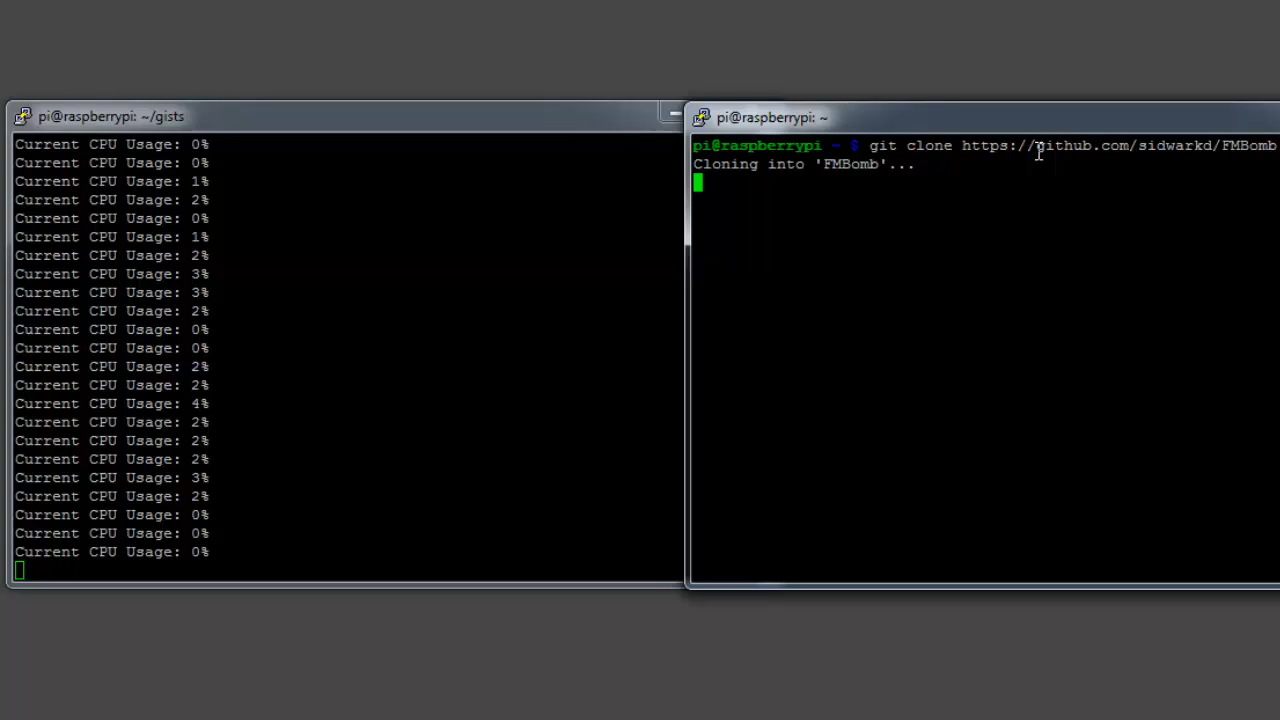 pi@raspberrypi: ~/gists
Current CPU Usage: 0%
Current CPU Usage: 0%
Current CPU Usage: 1%
Current CPU Usage: 2%
Current CPU Usage: 0%
Current CPU Usage: 1%
Current CPU Usage: 2%
Current CPU Usage: 3%
Current CPU Usage: 3%
Current CPU Usage: 2%
Current CPU Usage: 0%
Current CPU Usage: 0%
Current CPU Usage: 2%
Current CPU Usage: 2%
Current CPU Usage: 4%
Current CPU Usage: 2%
Current CPU Usage: 2%
Current CPU Usage: 2%
Current CPU Usage: 3%
Current CPU Usage: 2%
Current CPU Usage: 0%
Current CPU Usage: 0%
Current CPU Usage: 0%
pi@raspberrypi: ~
pi@raspberrypi ~ $ git clone https://github.com/sidwarkd/FMBomb
Cloning into 'FMBomb'...